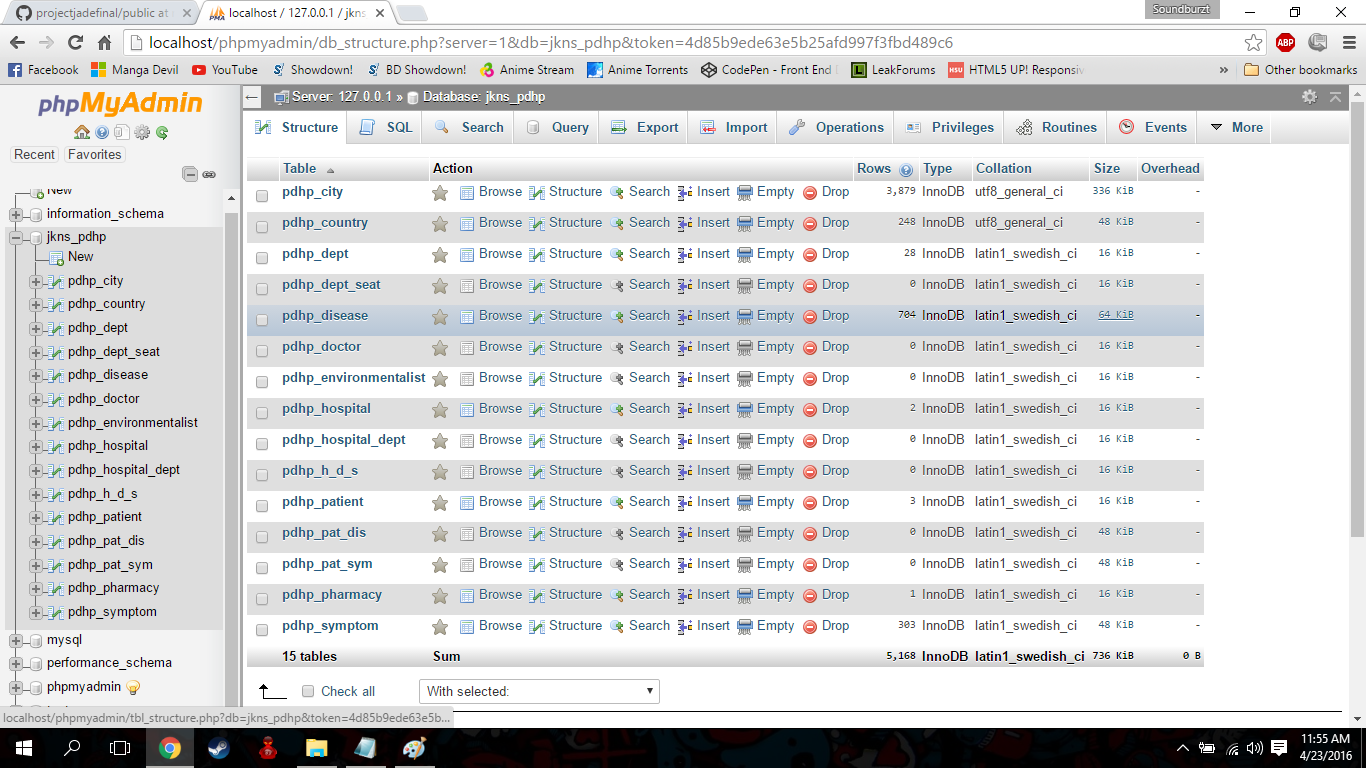 projectjadefinal/public at
localhost / 127.0.0.1 / jkns
Soundburzt
localhost/phpmyadmin/db_structure.php?server=1&db=jkns_pdhp&token=4d85b9ede63e5b25afd997f3fbd489c6
ABP
Facebook Manga Devil YouTube Showdown! BD Showdown! Anime Stream Anime Torrents CodePen - Front End LeakForums HTML5 UP! Responsiv » Other bookmarks
phpMyAdmin
Recent Favorites
New
information_schema
jkns_pdhp
New
pdhp_city
pdhp_country
pdhp_dept
pdhp_dept_seat
pdhp_disease
pdhp_doctor
pdhp_environmentalist
pdhp_hospital
pdhp_hospital_dept
pdhp_h_d_s
pdhp_patient
pdhp_pat_dis
pdhp_pat_sym
pdhp_pharmacy
pdhp_symptom
mysql
performance_schema
phpmyadmin
Server: 127.0.0.1 » Database: jkns_pdhp
Structure SQL Search Query Export Import Operations Privileges Routines Events More
Table Action Rows Type Collation Size Overhead
pdhp_city Browse Structure Search Insert Empty Drop 3,879 InnoDB utf8_general_ci 336 KiB -
pdhp_country Browse Structure Search Insert Empty Drop 248 InnoDB utf8_general_ci 48 KiB -
pdhp_dept Browse Structure Search Insert Empty Drop 28 InnoDB latin1_swedish_ci 16 KiB -
pdhp_dept_seat Browse Structure Search Insert Empty Drop 0 InnoDB latin1_swedish_ci 16 KiB -
pdhp_disease Browse Structure Search Insert Empty Drop 704 InnoDB latin1_swedish_ci 64 KiB -
pdhp_doctor Browse Structure Search Insert Empty Drop 0 InnoDB latin1_swedish_ci 16 KiB -
pdhp_environmentalist Browse Structure Search Insert Empty Drop 0 InnoDB latin1_swedish_ci 16 KiB -
pdhp_hospital Browse Structure Search Insert Empty Drop 2 InnoDB latin1_swedish_ci 16 KiB -
pdhp_hospital_dept Browse Structure Search Insert Empty Drop 0 InnoDB latin1_swedish_ci 16 KiB -
pdhp_h_d_s Browse Structure Search Insert Empty Drop 0 InnoDB latin1_swedish_ci 16 KiB -
pdhp_patient Browse Structure Search Insert Empty Drop 3 InnoDB latin1_swedish_ci 16 KiB -
pdhp_pat_dis Browse Structure Search Insert Empty Drop 0 InnoDB latin1_swedish_ci 48 KiB -
pdhp_pat_sym Browse Structure Search Insert Empty Drop 0 InnoDB latin1_swedish_ci 48 KiB -
pdhp_pharmacy Browse Structure Search Insert Empty Drop 1 InnoDB latin1_swedish_ci 16 KiB -
pdhp_symptom Browse Structure Search Insert Empty Drop 303 InnoDB latin1_swedish_ci 48 KiB -
15 tables Sum 5,168 InnoDB latin1_swedish_ci 736 KiB 0 B
Check all With selected:
localhost/phpmyadmin/tbl_structure.php?db=jkns_pdhp&token=4d85b9ede63e5b...
11:55 AM
4/23/2016